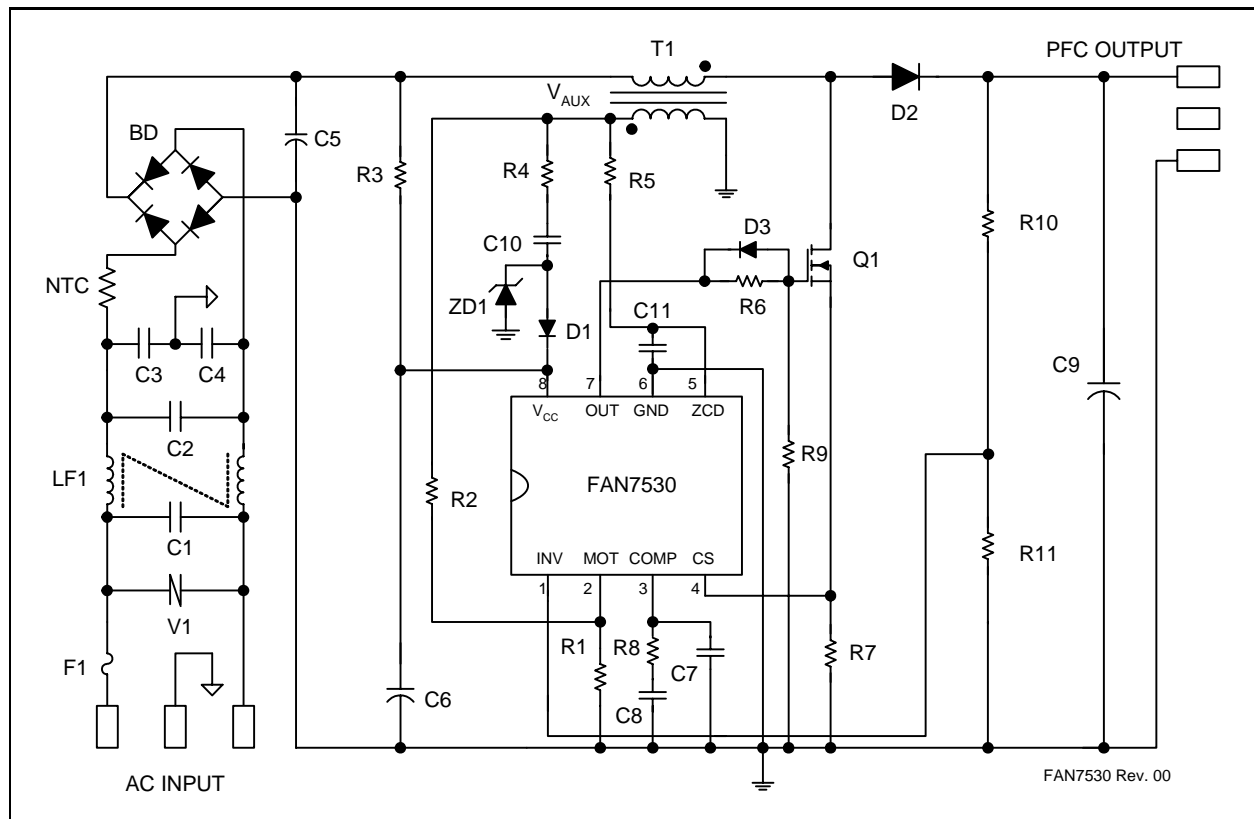 T1
PFC OUTPUT
V_AUX
BD
C5
D2
R3
R4
R5
R10
C10
D3
NTC
Q1
ZD1
C11
R6
D1
C3
C4
C9
8
7
6
5
V_CC
OUT
GND
ZCD
C2
R9
LF1
R2
FAN7530
C1
R11
INV
MOT
COMP
CS
1
2
3
4
V1
R1
R8
R7
F1
C7
C6
C8
AC INPUT
FAN7530 Rev. 00